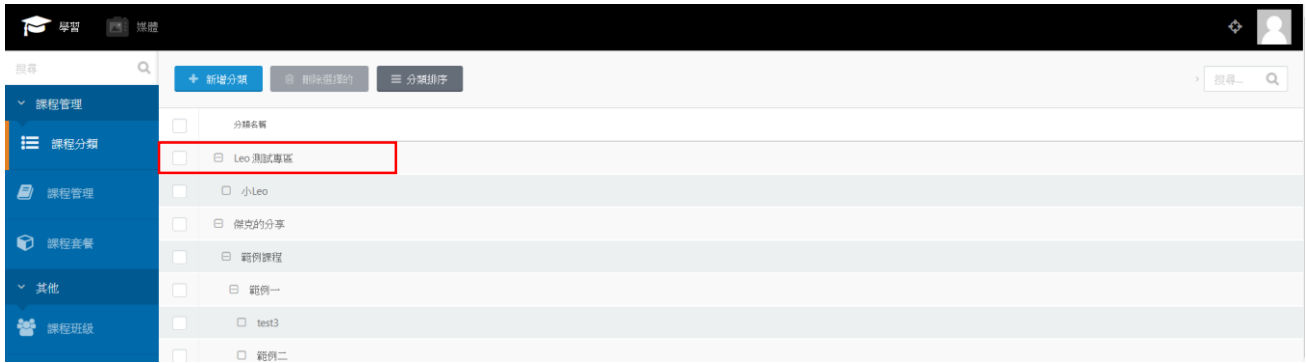 學習
媒體
搜尋
課程管理
課程分類
課程管理
課程套餐
其他
課程班級
新增分類
刪除選擇的
分類排序
搜尋...
分類名稱
Leo 測試專區
小Leo
傑克的分享
範例課程
範例一
test3
範例二